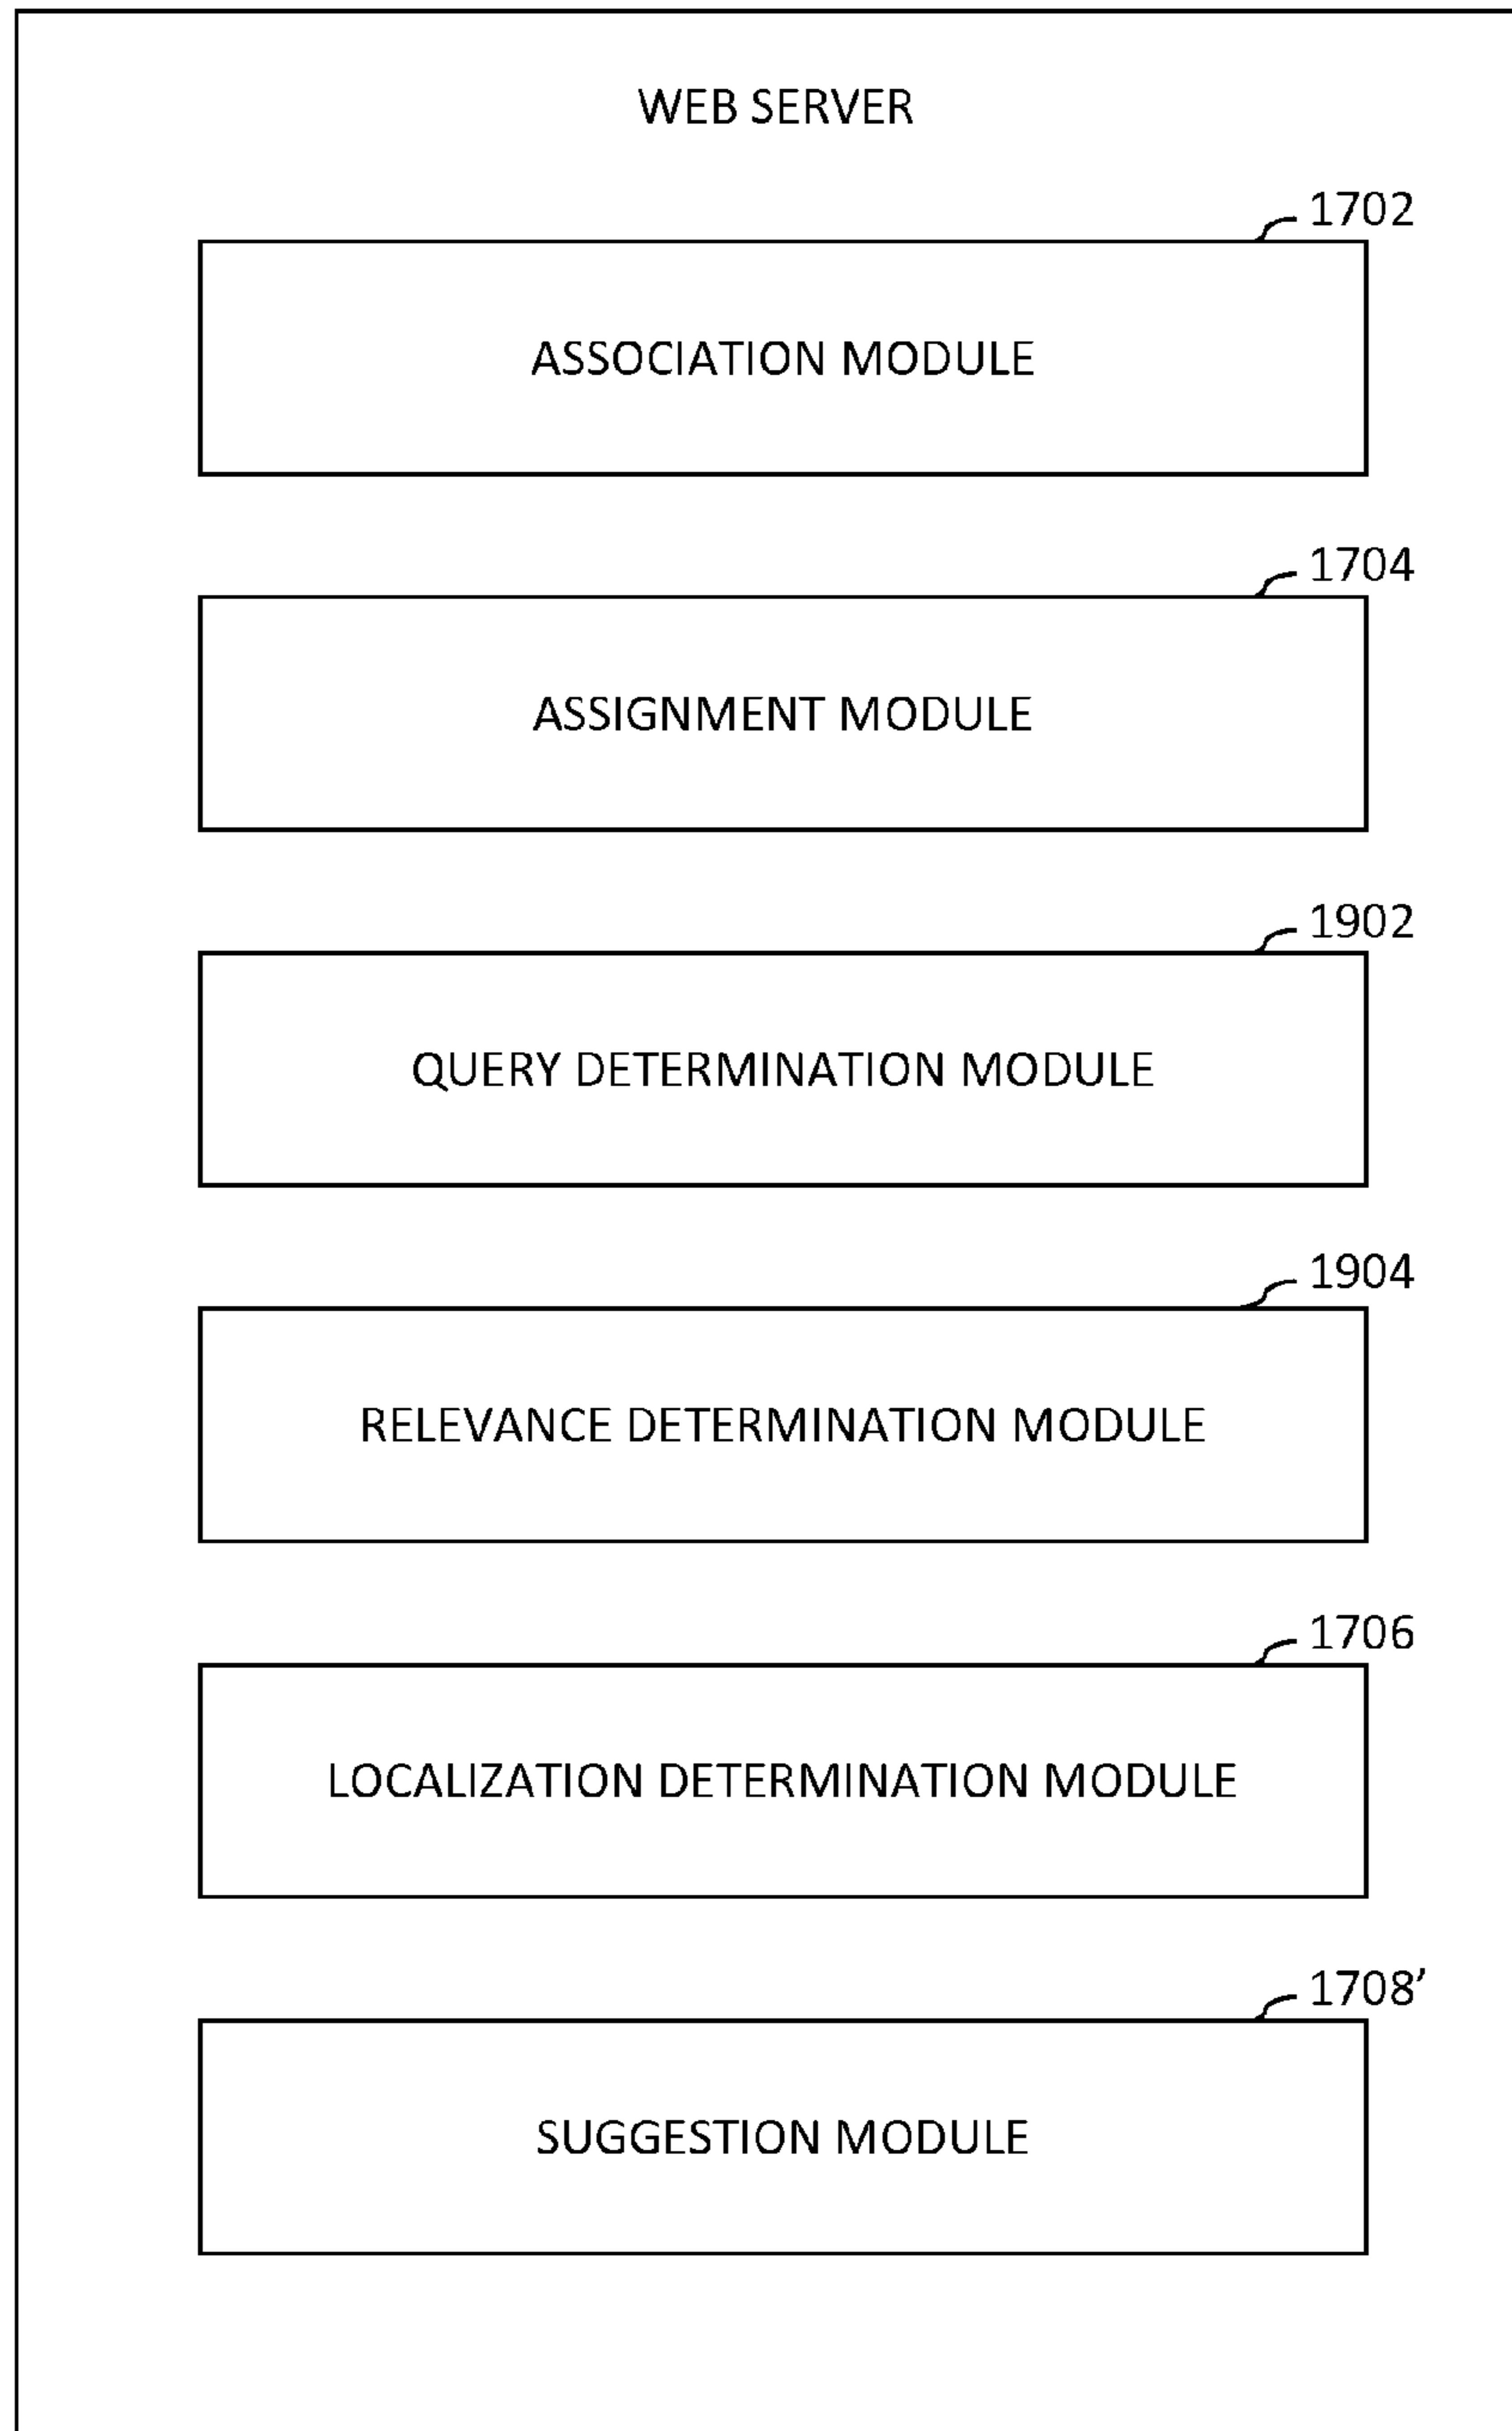 WEB SERVER
1702
ASSOCIATION MODULE
1704
ASSIGNMENT MODULE
1902
QUERY DETERMINATION MODULE
1904
RELEVANCE DETERMINATION MODULE
1706
LOCALIZATION DETERMINATION MODULE
1708’
SUGGESTION MODULE